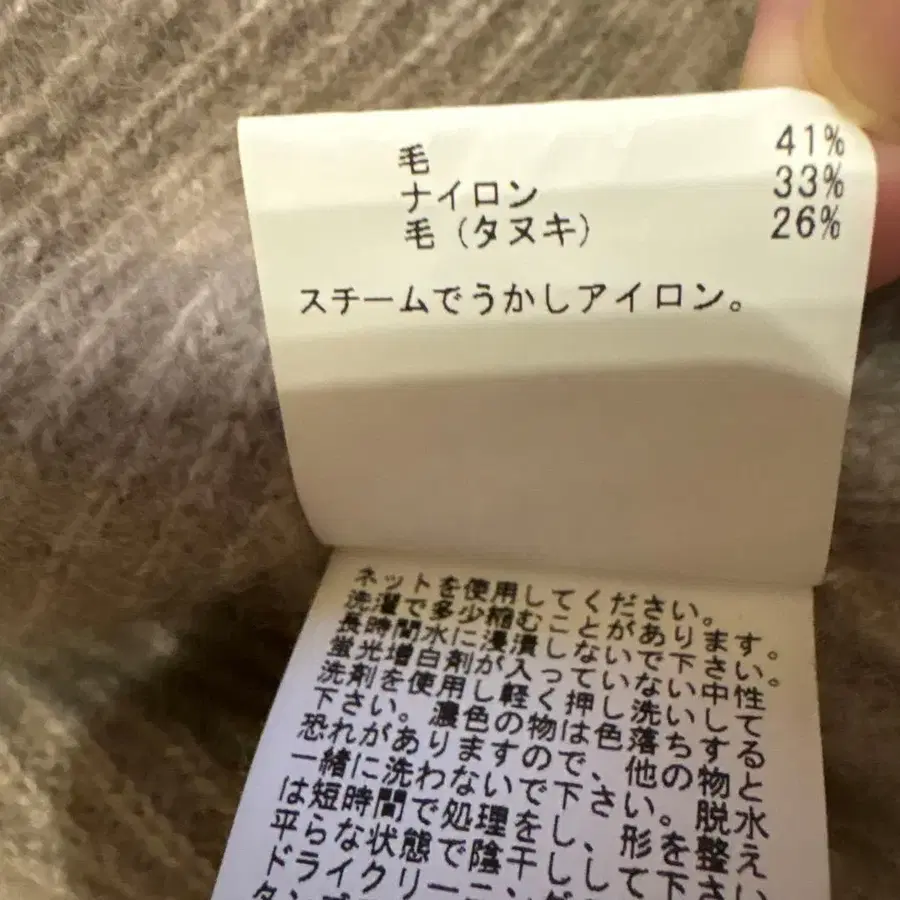 毛 41%
ナイロン 33%
毛(タヌキ) 26%
スチームでうかしアイロン。
ネットを使用してください。
洗濯で多少縮むことがあります。
長時間水に浸漬しないで下さい。
蛍光増白剤が入っていない中性
洗剤を使用し軽く押し洗いして
下さい。濃色の物は色落ちする
恐れがありますので、他の物と
一緒に洗わないで下さい。脱水
は短時間で処理をし、形を整え
平らな状態で陰干して下さい
ドライクリー